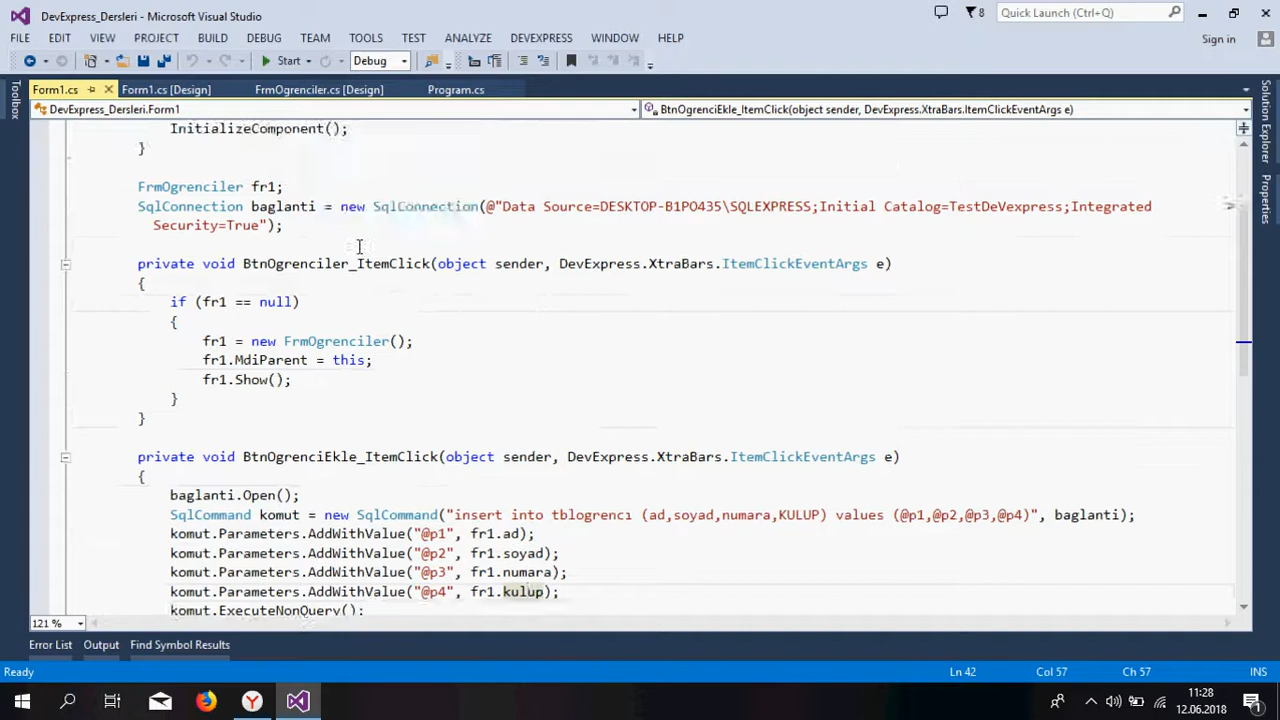 DevExpress_Dersleri - Microsoft Visual Studio
8
Quick Launch (Ctrl+Q)
FILE EDIT VIEW PROJECT BUILD DEBUG TEAM TOOLS TEST ANALYZE DEVEXPRESS WINDOW HELP
Sign in
Start Debug
Form1.cs Form1.cs [Design] FrmOgrenciler.cs [Design] Program.cs
Toolbox
Solution Explorer
Properties
DevExpress_Dersleri.Form1 BtnOgrenciEkle_ItemClick(object sender, DevExpress.XtraBars.ItemClickEventArgs e)
InitializeComponent();
}
FrmOgrenciler fr1;
SqlConnection baglanti = new SqlConnection(@"Data Source=DESKTOP-B1PO435\SQLEXPRESS;Initial Catalog=TestDeVexpress;Integrated
Security=True");
private void BtnOgrenciler_ItemClick(object sender, DevExpress.XtraBars.ItemClickEventArgs e)
{
if (fr1 == null)
{
fr1 = new FrmOgrenciler();
fr1.MdiParent = this;
fr1.Show();
}
}
private void BtnOgrenciEkle_ItemClick(object sender, DevExpress.XtraBars.ItemClickEventArgs e)
{
baglanti.Open();
SqlCommand komut = new SqlCommand("insert into tblogrencı (ad,soyad,numara,KULUP) values (@p1,@p2,@p3,@p4)", baglanti);
komut.Parameters.AddWithValue("@p1", fr1.ad);
komut.Parameters.AddWithValue("@p2", fr1.soyad);
komut.Parameters.AddWithValue("@p3", fr1.numara);
komut.Parameters.AddWithValue("@p4", fr1.kulup);
komut.ExecuteNonQuery();
121 %
Error List Output Find Symbol Results
Ready Ln 42 Col 57 Ch 57 INS
11:28
12.06.2018
1